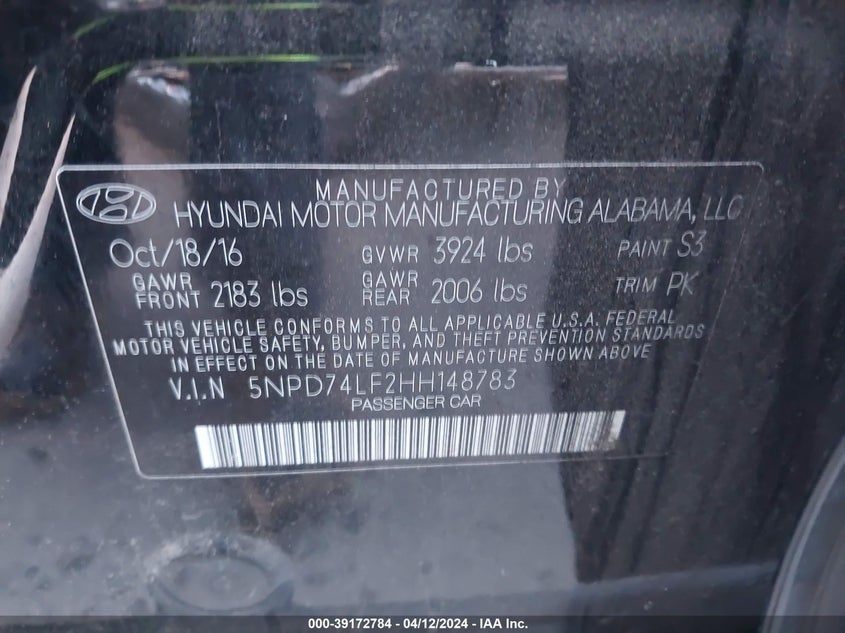 MANUFACTURED BY
HYUNDAI MOTOR MANUFACTURING ALABAMA, LLC
Oct/18/16 GVWR 3924 lbs PAINT S3
GAWR FRONT 2183 lbs GAWR REAR 2006 lbs TRIM PK
THIS VEHICLE CONFORMS TO ALL APPLICABLE U.S.A. FEDERAL
MOTOR VEHICLE SAFETY, BUMPER, AND THEFT PREVENTION STANDARDS
IN EFFECT ON THE DATE OF MANUFACTURE SHOWN ABOVE
V.I.N 5NPD74LF2HH148783
PASSENGER CAR
000-39172784 - 04/12/2024 - IAA Inc.